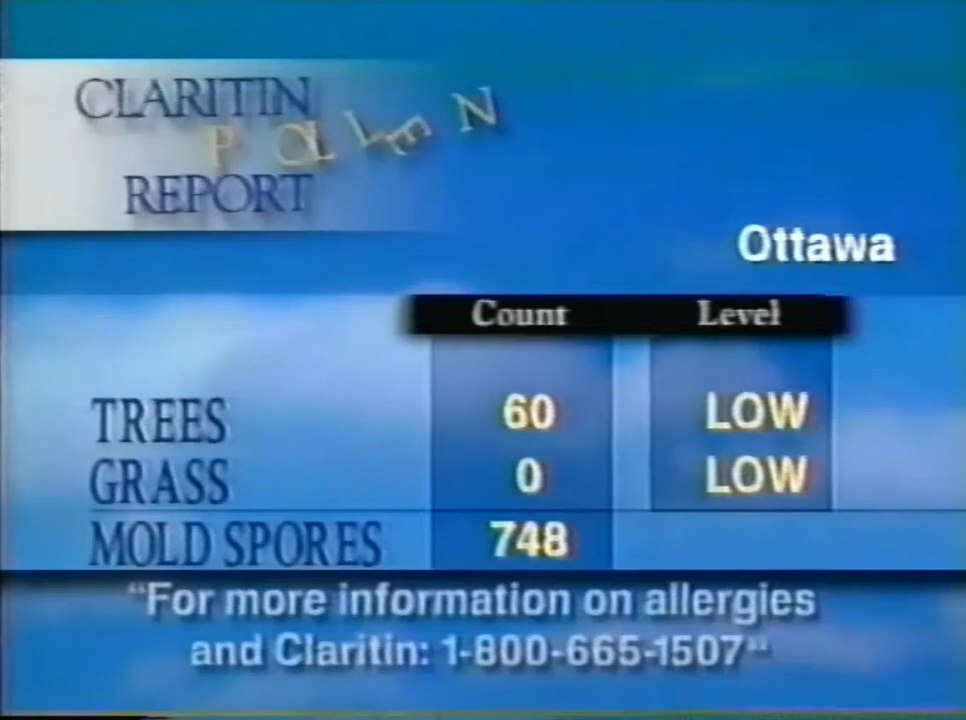 CLARITIN
POLLEN
REPORT
Ottawa
Count Level
TREES 60 LOW
GRASS 0 LOW
MOLD SPORES 748
"For more information on allergies
and Claritin: 1-800-665-1507"